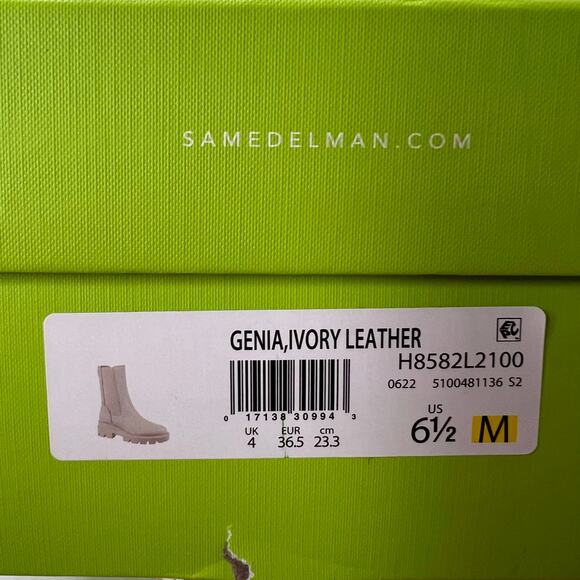 SAMEDELMAN.COM
GENIA,IVORY LEATHER
H8582L2100
0622 5100481136 S2
0 17138 30994 3
UK EUR cm
4 36.5 23.3
US
6½ M